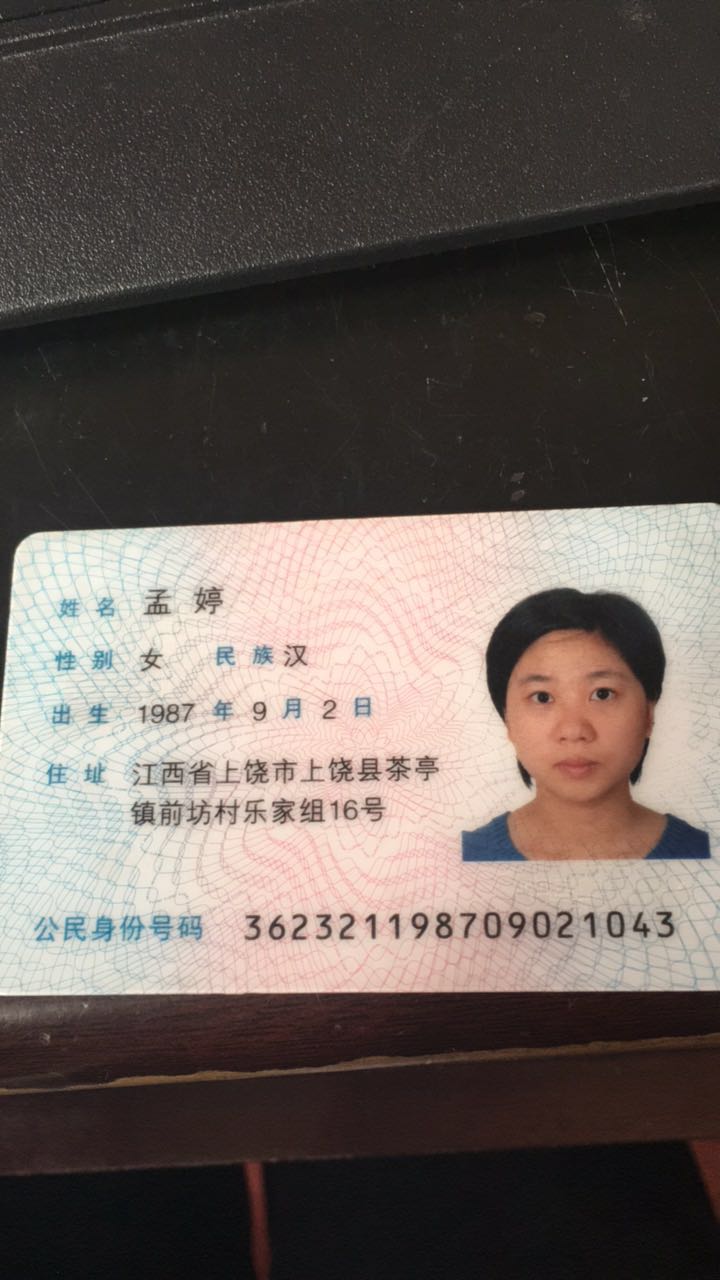 姓名 孟婷
性别 女 民族 汉
出生 1987 年 9 月 2 日
住址 江西省上饶市上饶县茶亭
镇前坊村乐家组16号
公民身份号码 362321198709021043